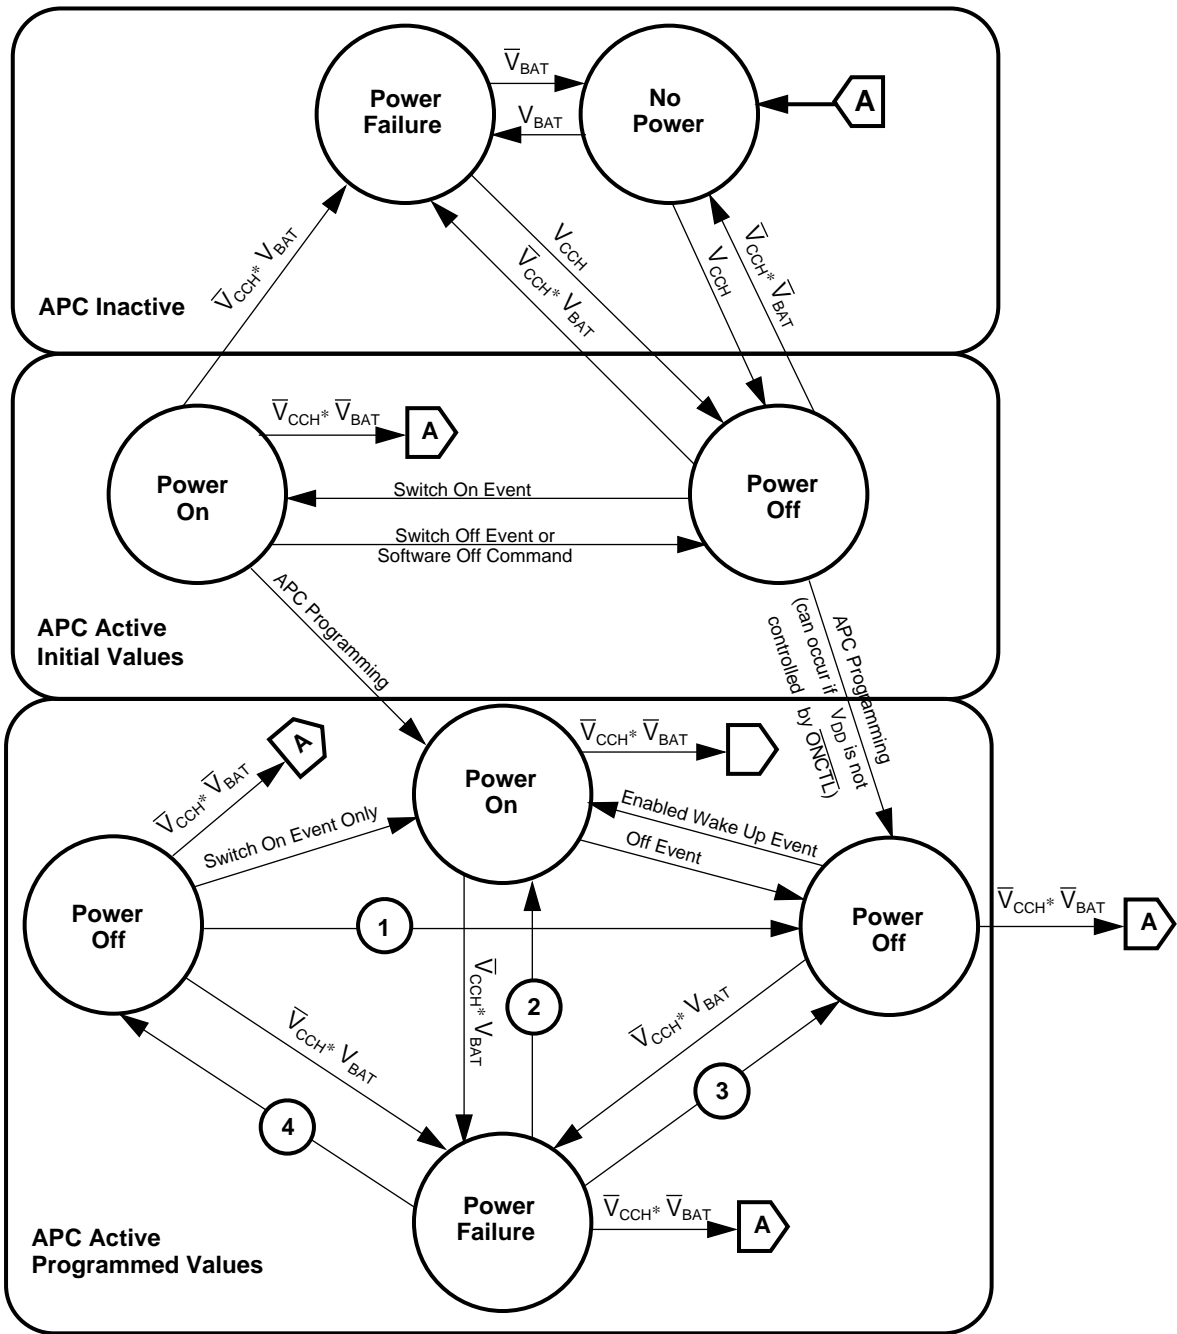 V̅BAT
Power
Failure
No
Power
A
VBAT
V̅CCH* VBAT
VCCH
V̅CCH* VBAT
VCCH
V̅CCH* V̅BAT
APC Inactive
V̅CCH* V̅BAT
A
Power
On
Switch On Event
Power
Off
Switch Off Event or
Software Off Command
APC Programming
APC Programming
(can occur if VDD is not
controlled by O̅N̅C̅T̅L̅)
APC Active
Initial Values
A
V̅CCH* V̅BAT
V̅CCH* V̅BAT
Power
On
Switch On Event Only
Enabled Wake Up Event
Off Event
Power
Off
1
Power
Off
V̅CCH* V̅BAT
A
V̅CCH* VBAT
V̅CCH* VBAT
2
V̅CCH* VBAT
3
4
Power
Failure
V̅CCH* V̅BAT
A
APC Active
Programmed Values